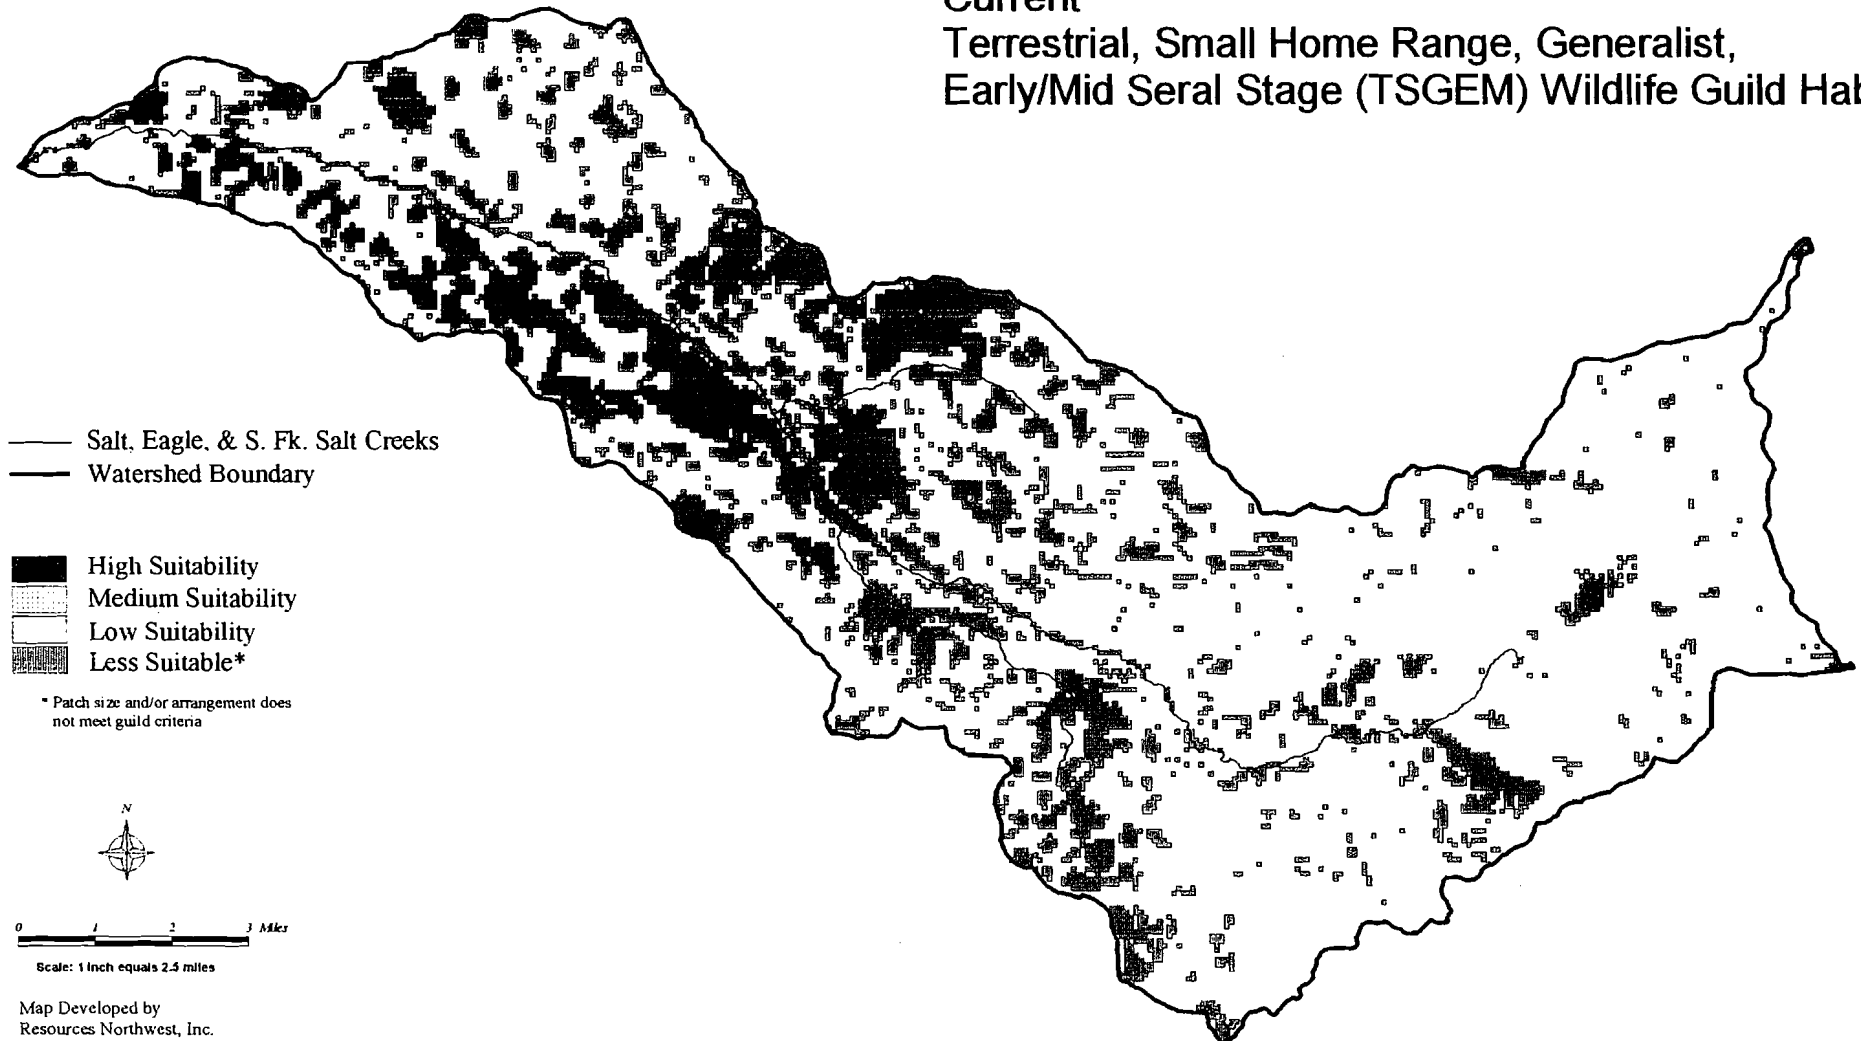 Current
Terrestrial, Small Home Range, Generalist,
Early/Mid Seral Stage (TSGEM) Wildlife Guild Hab
Salt, Eagle, & S. Fk. Salt Creeks
Watershed Boundary
High Suitability
Medium Suitability
Low Suitability
Less Suitable*
* Patch size and/or arrangement does
not meet guild criteria
N
0 1 2 3 Miles
Scale: 1 inch equals 2.5 miles
Map Developed by
Resources Northwest, Inc.